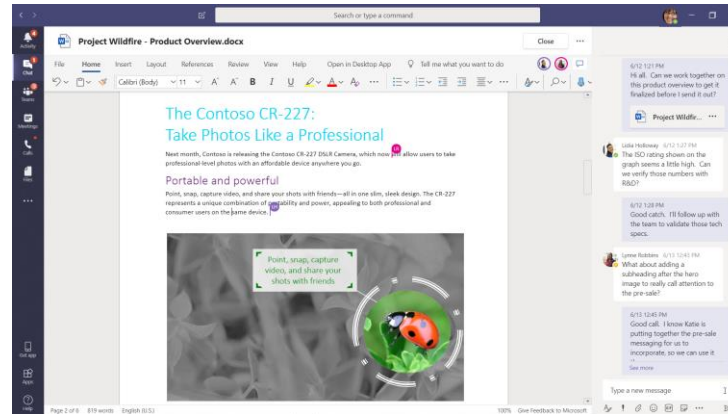 Search or type a command
Activity
Chat
Teams
Meetings
Calls
Files
Get app
Apps
Help
Project Wildfire - Product Overview.docx
Close
File Home Insert Layout References Review View Help Open in Desktop App Tell me what you want to do
Calibri (Body) 11 A A B I U A
The Contoso CR-227:
Take Photos Like a Professional
Next month, Contoso is releasing the Contoso CR-227 DSLR Camera, which now just allow users to take
professional-level photos with an affordable device anywhere you go.
Portable and powerful
Point, snap, capture video, and share your shots with friends—all in one slim, sleek design. The CR-227
represents a unique combination of portability and power, appealing to both professional and
consumer users on the same device.
Point, snap, capture
video, and share your
shots with friends
Page 2 of 6 819 words English (U.S.) 100% Give Feedback to Microsoft
6/12 1:21 PM
Hi all. Can we work together on
this product overview to get it
finalized before I send it out?
Project Wildfir...
Lidia Holloway 6/12 1:27 PM
The ISO rating shown on the
graph seems a little high. Can
we verify those numbers with
R&D?
6/12 1:28 PM
Good catch. I'll follow up with
the team to validate those tech
specs.
Lynne Robbins 6/13 12:40 PM
What about adding a
subheading after the hero
image to really call attention to
the pre-sale?
6/13 12:45 PM
Good call. I know Katie is
putting together the pre-sale
messaging for us to
incorporate, so we can use it
See more
Type a new message